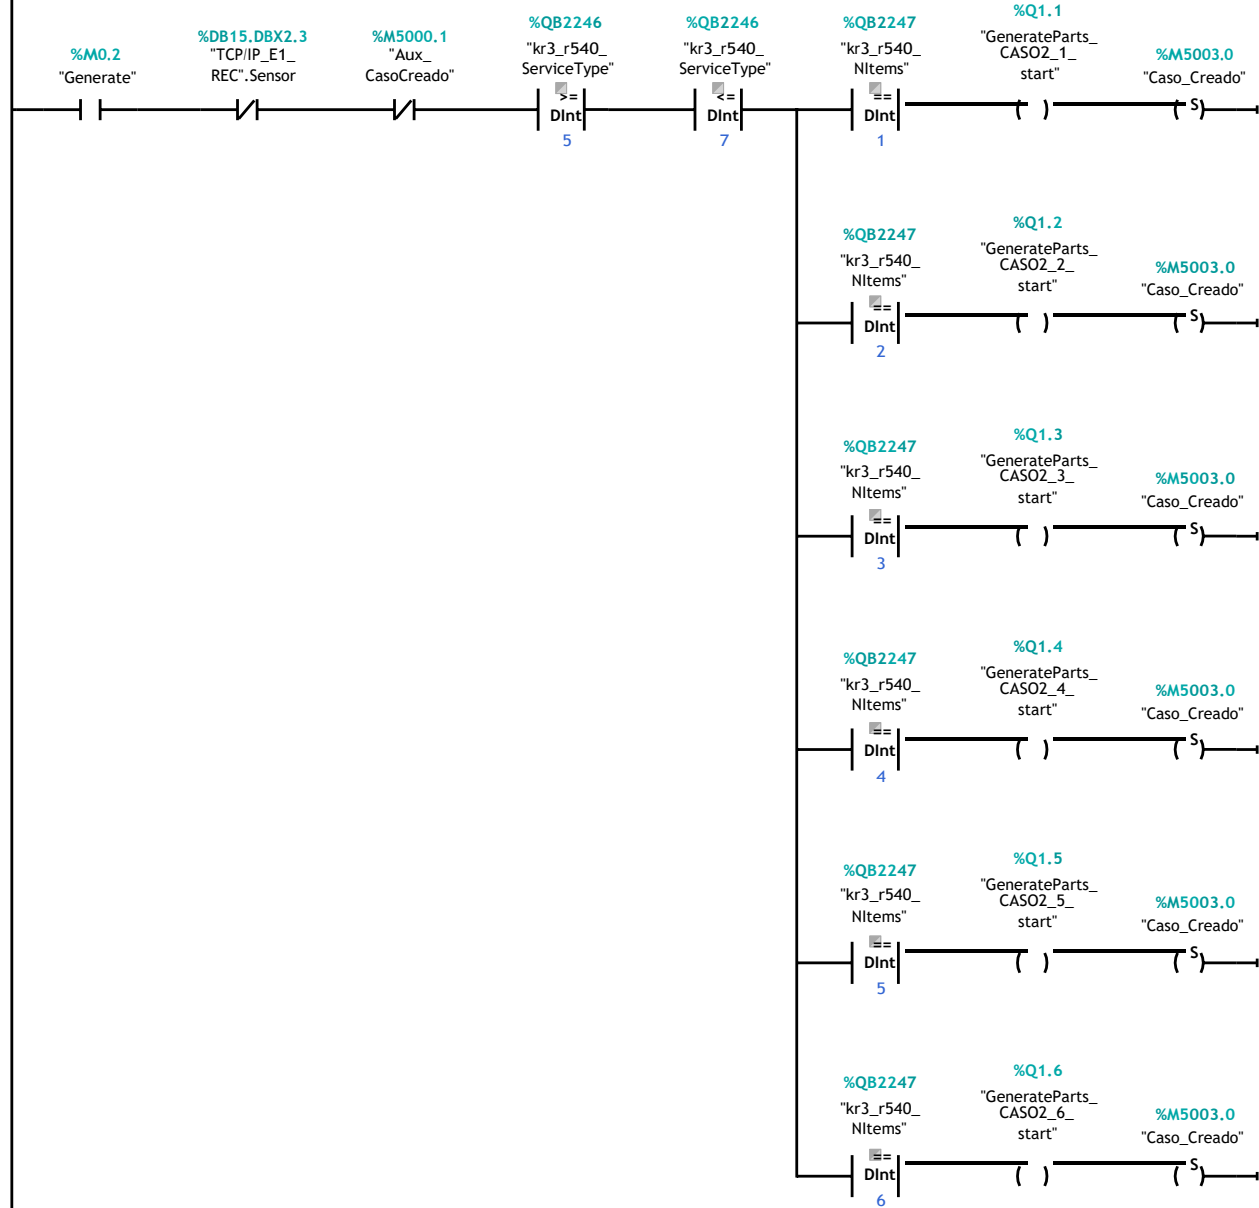 %M0.2
"Generate"
%DB15.DBX2.3
"TCP/IP_E1_
REC".Sensor
%M5000.1
"Aux_
CasoCreado"
%QB2246
"kr3_r540_
ServiceType"
>=
DInt
5
%QB2246
"kr3_r540_
ServiceType"
<=
DInt
7
%QB2247
"kr3_r540_
NItems"
==
DInt
1
%Q1.1
"GenerateParts_
CASO2_1_
start"
%M5003.0
"Caso_Creado"
S
%QB2247
"kr3_r540_
NItems"
==
DInt
2
%Q1.2
"GenerateParts_
CASO2_2_
start"
%M5003.0
"Caso_Creado"
S
%QB2247
"kr3_r540_
NItems"
==
DInt
3
%Q1.3
"GenerateParts_
CASO2_3_
start"
%M5003.0
"Caso_Creado"
S
%QB2247
"kr3_r540_
NItems"
==
DInt
4
%Q1.4
"GenerateParts_
CASO2_4_
start"
%M5003.0
"Caso_Creado"
S
%QB2247
"kr3_r540_
NItems"
==
DInt
5
%Q1.5
"GenerateParts_
CASO2_5_
start"
%M5003.0
"Caso_Creado"
S
%QB2247
"kr3_r540_
NItems"
==
DInt
6
%Q1.6
"GenerateParts_
CASO2_6_
start"
%M5003.0
"Caso_Creado"
S